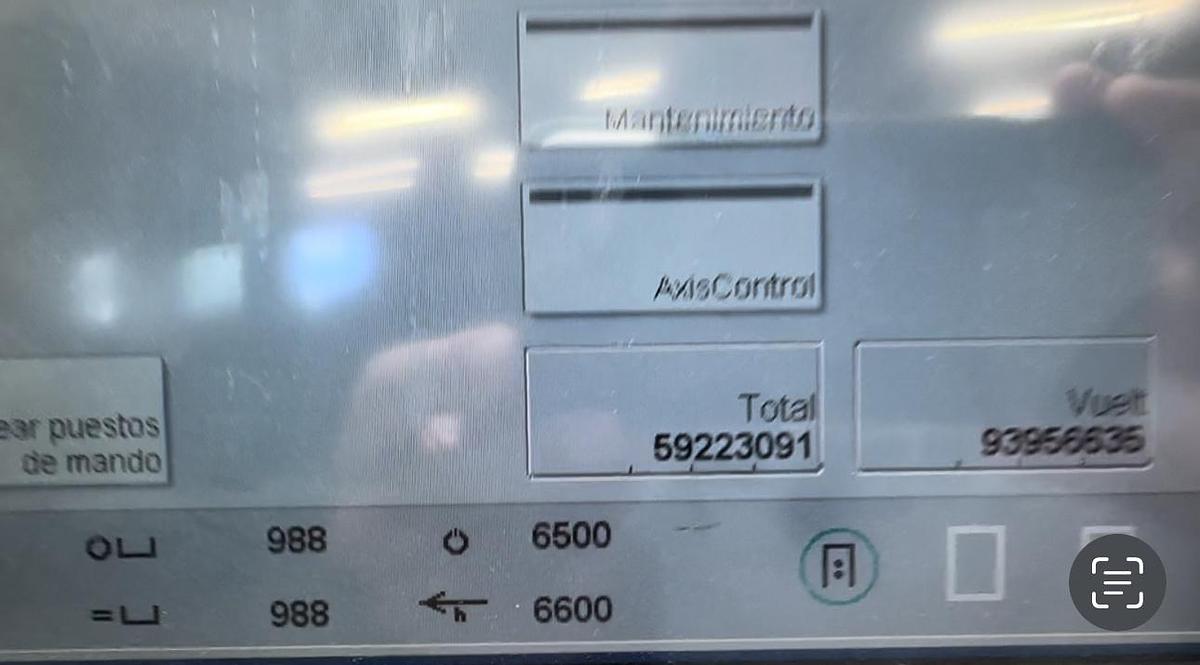 Mantenimiento
AxisControl
ear puestos
de mando
Total
59223091
Vuelt
93956635
988
6500
=
988
h
6600